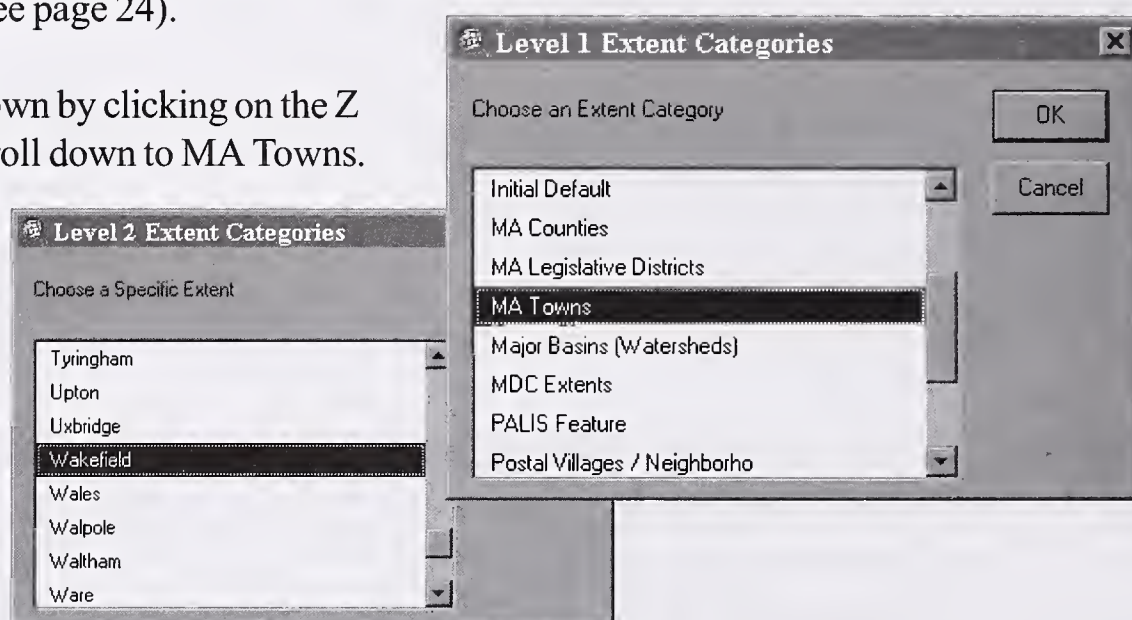 ee page 24).
own by clicking on the Z
roll down to MA Towns.
Level 1 Extent Categories
Choose an Extent Category
OK
Cancel
Initial Default
MA Counties
MA Legislative Districts
MA Towns
Major Basins (Watersheds)
MDC Extents
PALIS Feature
Postal Villages / Neighborho
Level 2 Extent Categories
Choose a Specific Extent
Tyringham
Upton
Uxbridge
Wakefield
Wales
Walpole
Waltham
Ware